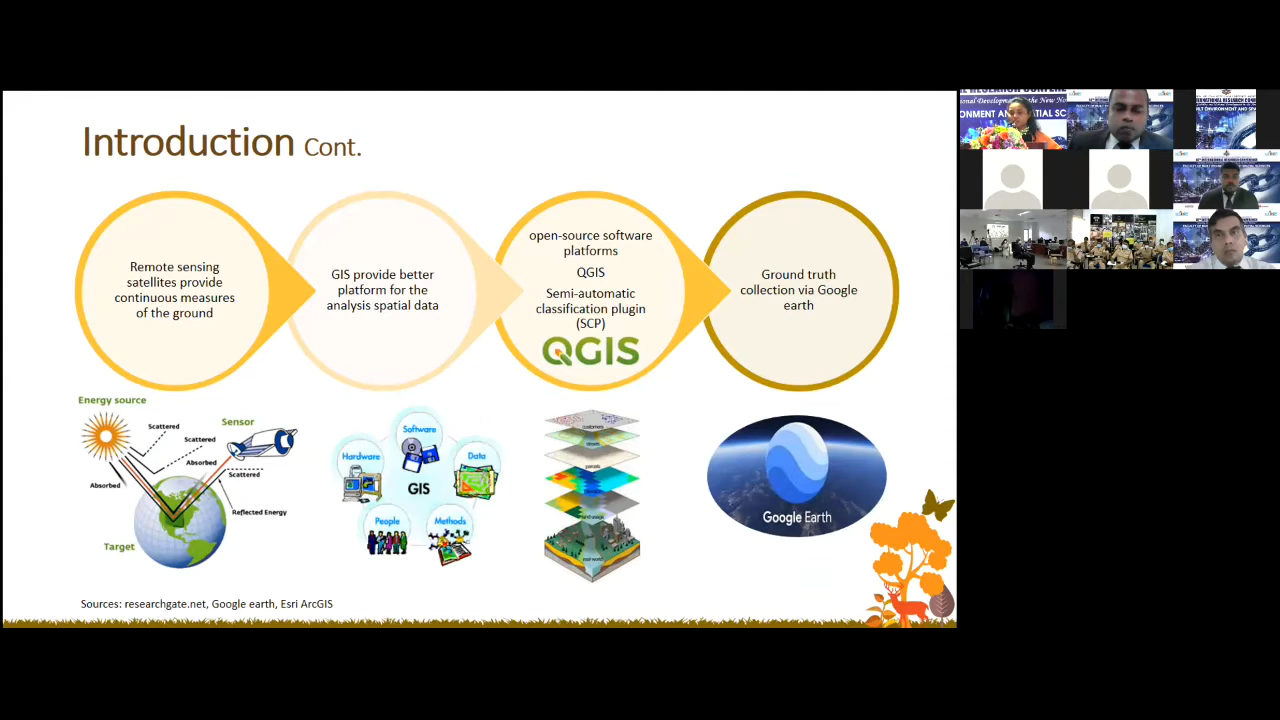 Introduction Cont.
Remote sensing
satellites provide
continuous measures
of the ground
GIS provide better
platform for the
analysis spatial data
open-source software
platforms
QGIS
Semi-automatic
classification plugin
(SCP)
QGIS
Ground truth
collection via Google
earth
Energy source
Scattered
Sensor
Scattered
Absorbed
Scattered
Absorbed
Reflected Energy
Target
Software
Hardware
Data
GIS
People
Methods
customers
streets
parcels
Google Earth
Sources: researchgate.net, Google earth, Esri ArcGIS